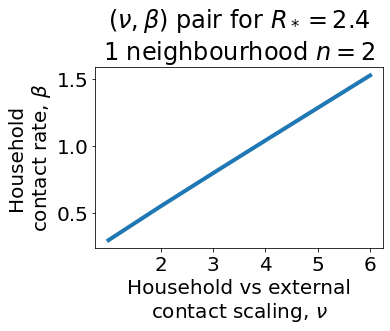 (ν, β) pair for R* = 2.4
1 neighbourhood n = 2
Household
contact rate, β
1.5
1.0
0.5
2 3 4 5 6
Household vs external
contact scaling, ν